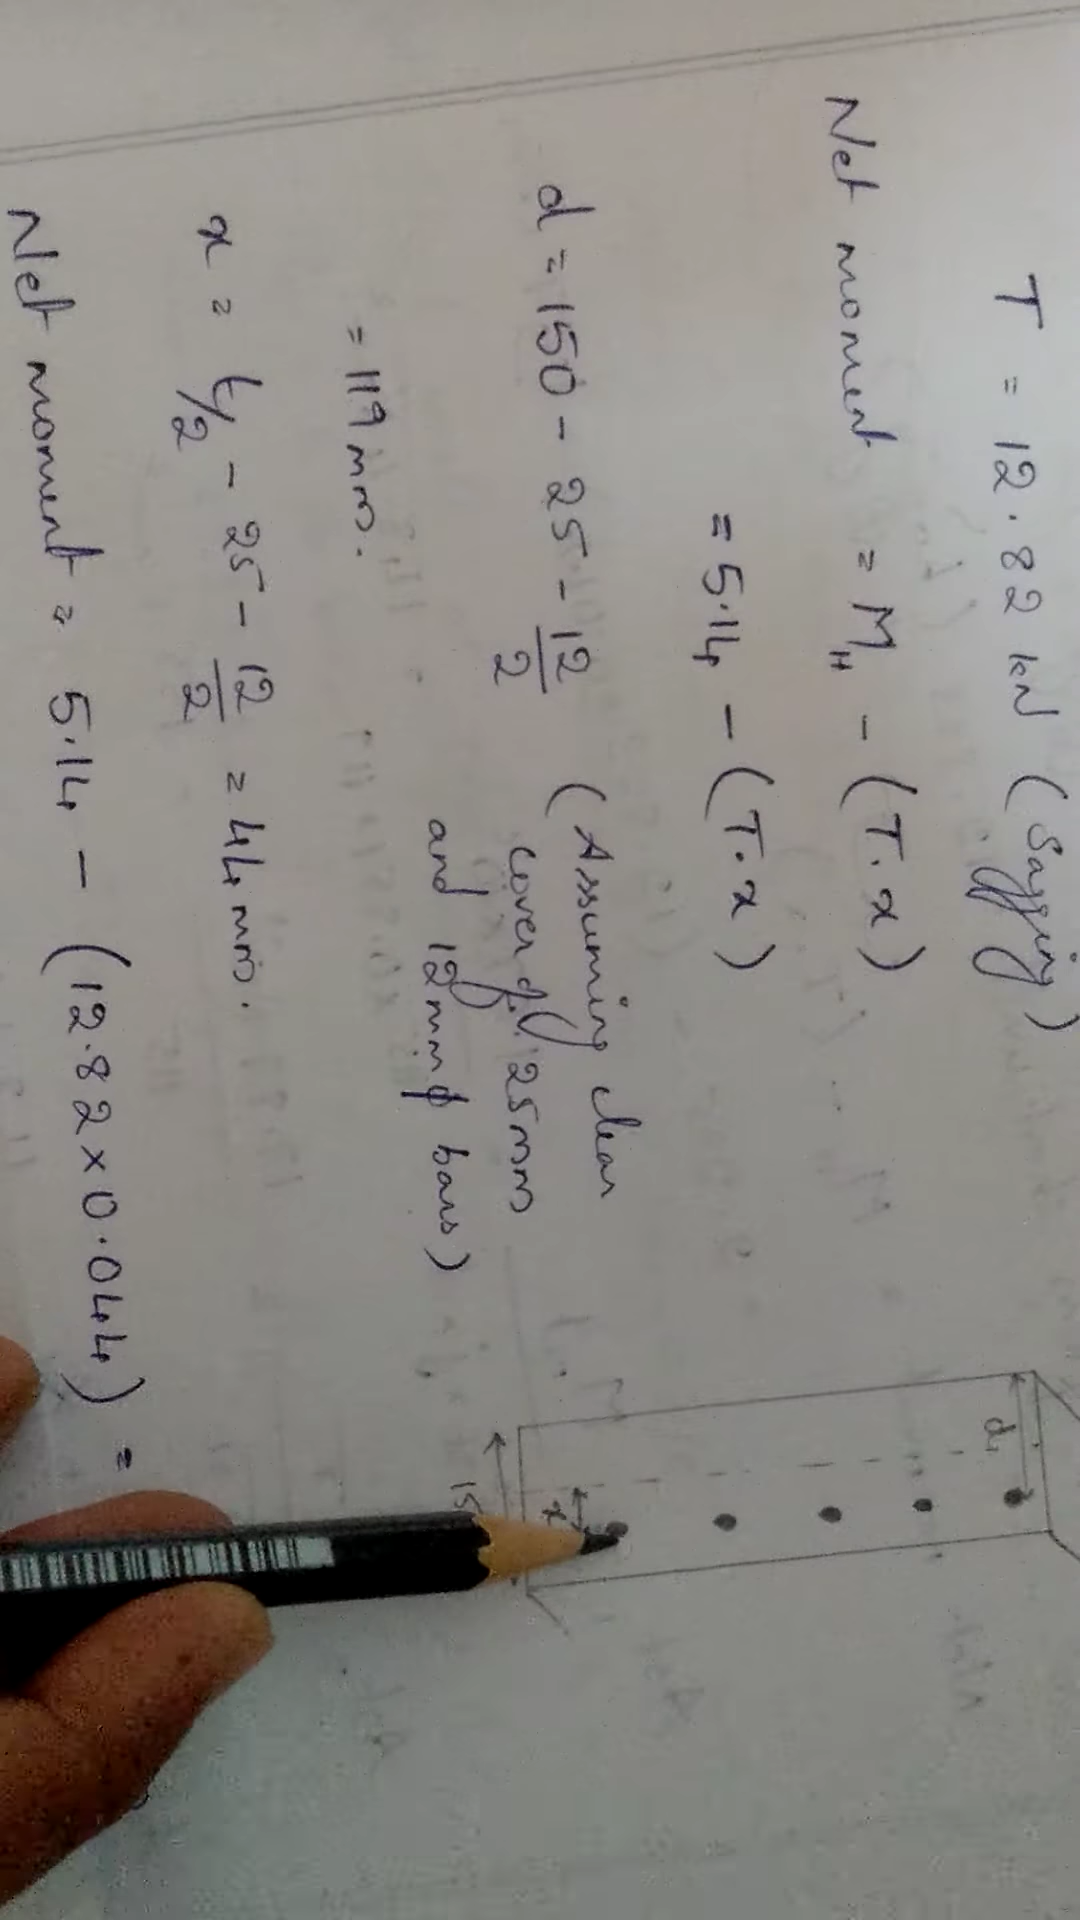 T = 12.82 kN (Sagging)
Net moment = M_H - (T.x)
= 5.14 - (T.x)
d = 150 - 25 - 12/2 (Assuming clear
cover of 25mm
and 12mm ϕ bars)
= 119 mm.
x = t/2 - 25 - 12/2 = 44 mm.
Net moment = 5.14 - (12.82 × 0.044) =
d
x